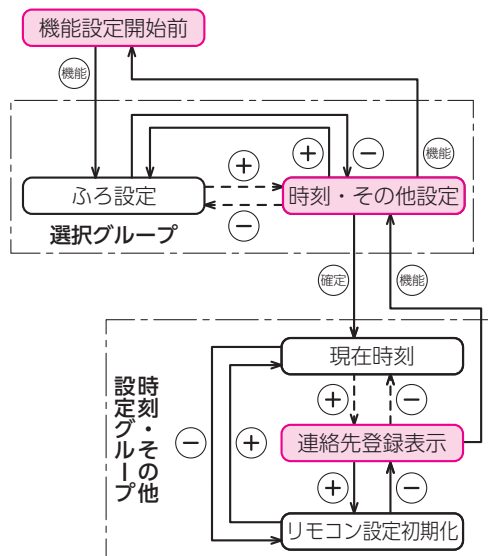 機能設定開始前
機能
機能
＋
－
＋
－
ふろ設定
時刻・その他設定
選択グループ
確定
機能
時刻・その他
設定グループ
現在時刻
＋
－
－
＋
連絡先登録表示
＋
－
リモコン設定初期化